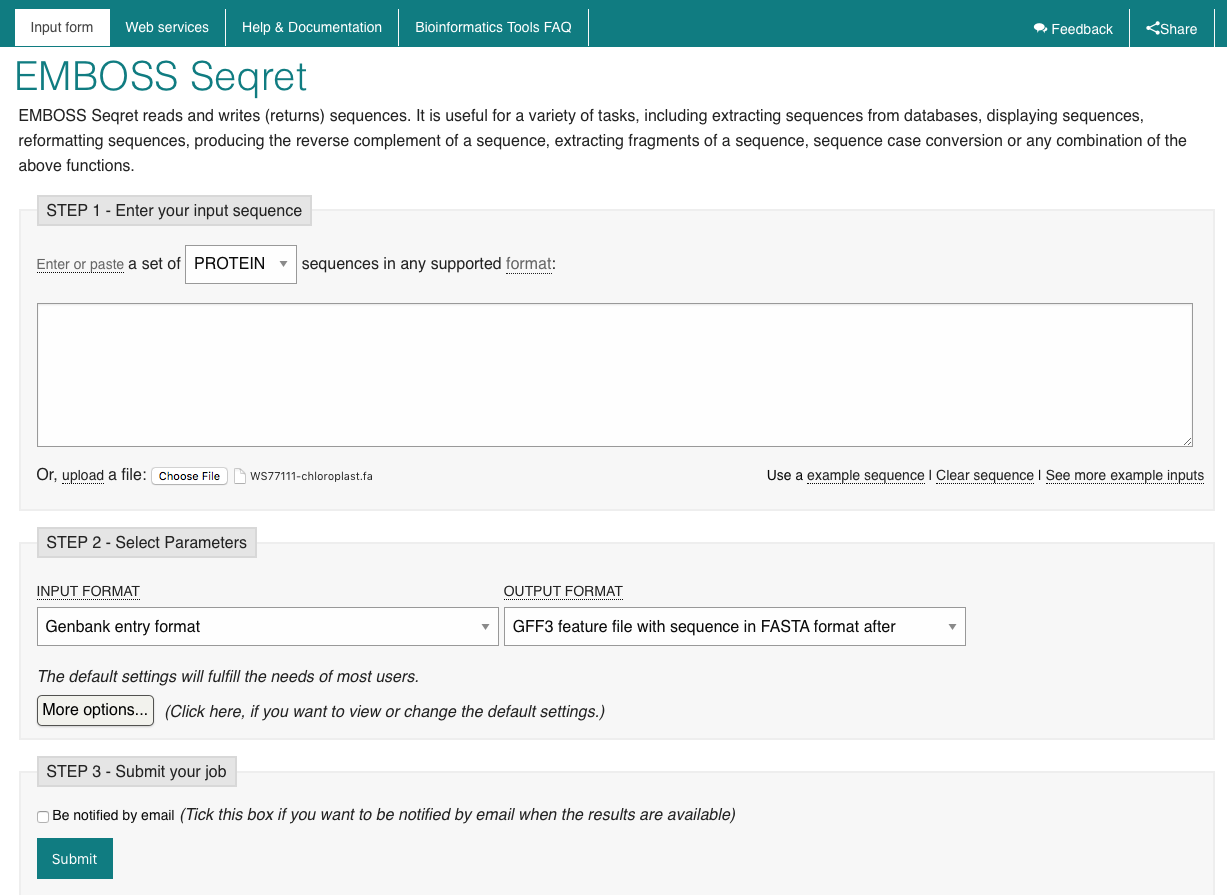 Input form Web services Help & Documentation Bioinformatics Tools FAQ Feedback Share
EMBOSS Seqret
EMBOSS Seqret reads and writes (returns) sequences. It is useful for a variety of tasks, including extracting sequences from databases, displaying sequences,
reformatting sequences, producing the reverse complement of a sequence, extracting fragments of a sequence, sequence case conversion or any combination of the
above functions.
STEP 1 - Enter your input sequence
Enter or paste a set of PROTEIN sequences in any supported format:
Or, upload a file: Choose File WS77111-chloroplast.fa Use a example sequence | Clear sequence | See more example inputs
STEP 2 - Select Parameters
INPUT FORMAT OUTPUT FORMAT
Genbank entry format GFF3 feature file with sequence in FASTA format after
The default settings will fulfill the needs of most users.
More options... (Click here, if you want to view or change the default settings.)
STEP 3 - Submit your job
Be notified by email (Tick this box if you want to be notified by email when the results are available)
Submit